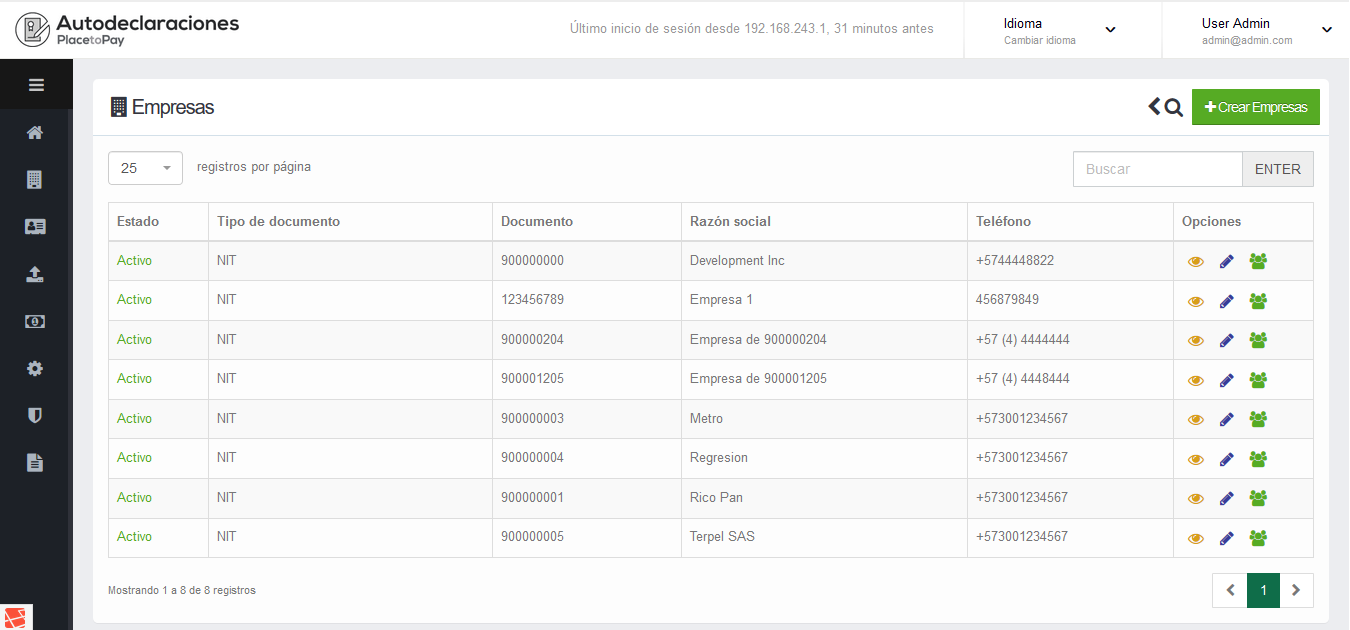 Autodeclaraciones
PlacetoPay
Último inicio de sesión desde 192.168.243.1, 31 minutos antes
Idioma
Cambiar idioma
User Admin
admin@admin.com
Empresas
Crear Empresas
25 registros por página
Buscar ENTER
Estado Tipo de documento Documento Razón social Teléfono Opciones
Activo NIT 900000000 Development Inc +5744448822
Activo NIT 123456789 Empresa 1 456879849
Activo NIT 900000204 Empresa de 900000204 +57 (4) 4444444
Activo NIT 900001205 Empresa de 900001205 +57 (4) 4448444
Activo NIT 900000003 Metro +573001234567
Activo NIT 900000004 Regresion +573001234567
Activo NIT 900000001 Rico Pan +573001234567
Activo NIT 900000005 Terpel SAS +573001234567
Mostrando 1 a 8 de 8 registros
1